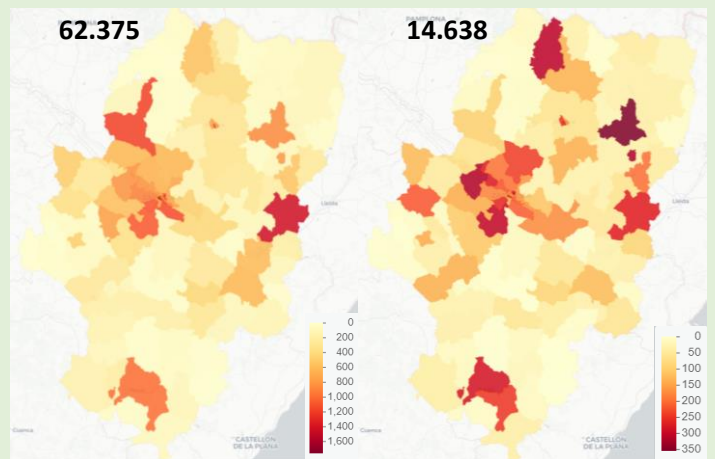 62.375
14.638
PAMPLONA
Lleida
0
200
400
600
800
1,000
1,200
1,400
1,600
0
50
100
150
200
250
300
350
Cuenca
CASTELLÓN
DE LA PLANA
Cuenca
CASTELLÓN
DE LA PLANA